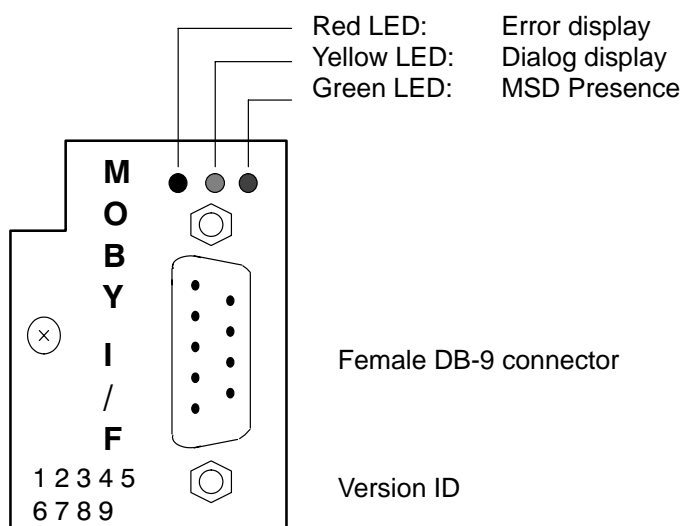 Red LED: Error display
Yellow LED: Dialog display
Green LED: MSD Presence
M
O
B
Y
I
/
F
Female DB-9 connector
1 2 3 4 5
6 7 8 9
Version ID